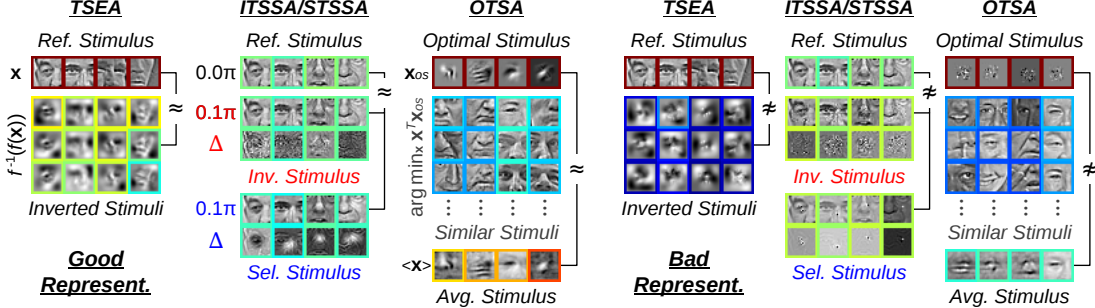 TSEA
Ref. Stimulus
x
≈
f⁻¹(f(x))
Inverted Stimuli
Good
Represent.
ITSSA/STSSA
Ref. Stimulus
0.0π
≈
0.1π
Δ
Inv. Stimulus
0.1π
Δ
Sel. Stimulus
OTSA
Optimal Stimulus
x_os
arg min_x x^T x_os
≈
Similar Stimuli
<x>
Avg. Stimulus
TSEA
Ref. Stimulus
≉
Inverted Stimuli
Bad
Represent.
ITSSA/STSSA
Ref. Stimulus
≉
Inv. Stimulus
Sel. Stimulus
OTSA
Optimal Stimulus
≉
Similar Stimuli
Avg. Stimulus